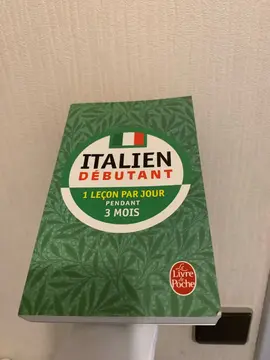 ITALIEN
DÉBUTANT
1 LEÇON PAR JOUR
PENDANT
3 MOIS
Le
Livre
de
Poche